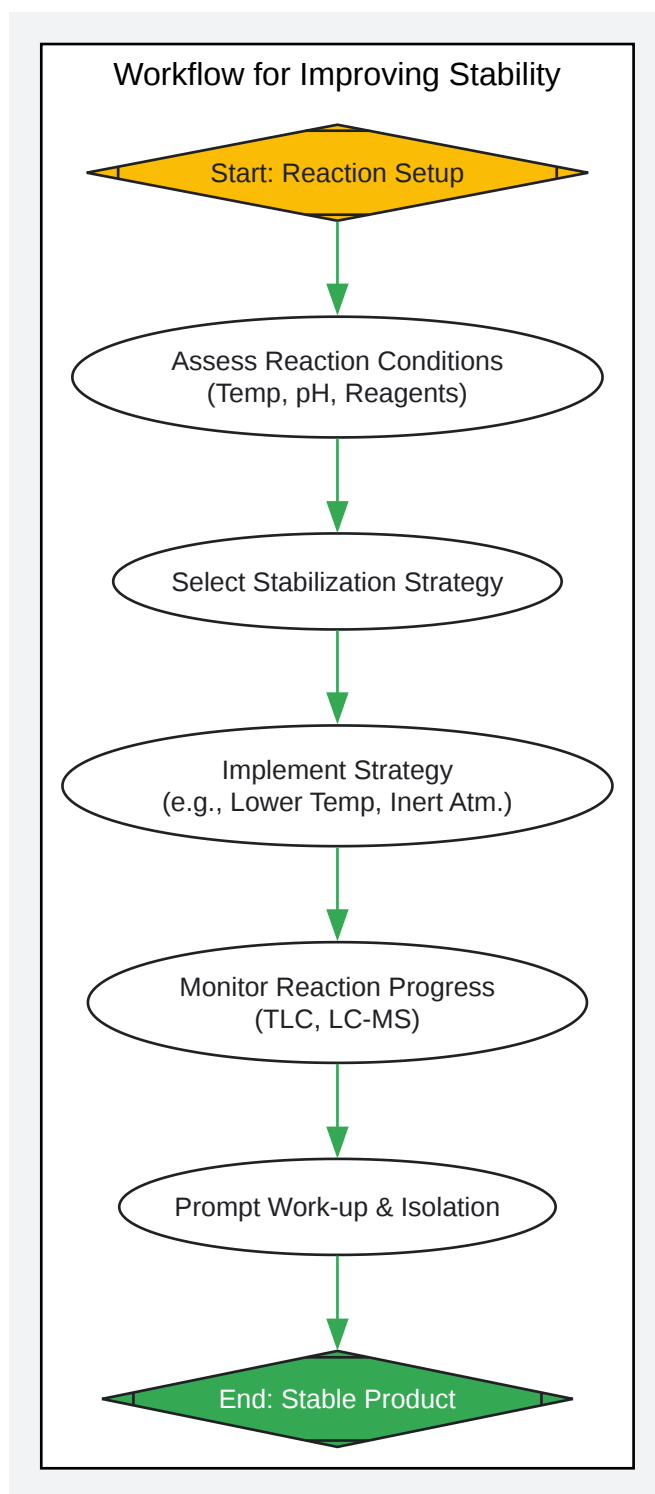 Workflow for Improving Stability
Start: Reaction Setup
Assess Reaction Conditions
(Temp, pH, Reagents)
Select Stabilization Strategy
Implement Strategy
(e.g., Lower Temp, Inert Atm.)
Monitor Reaction Progress
(TLC, LC-MS)
Prompt Work-up & Isolation
End: Stable Product